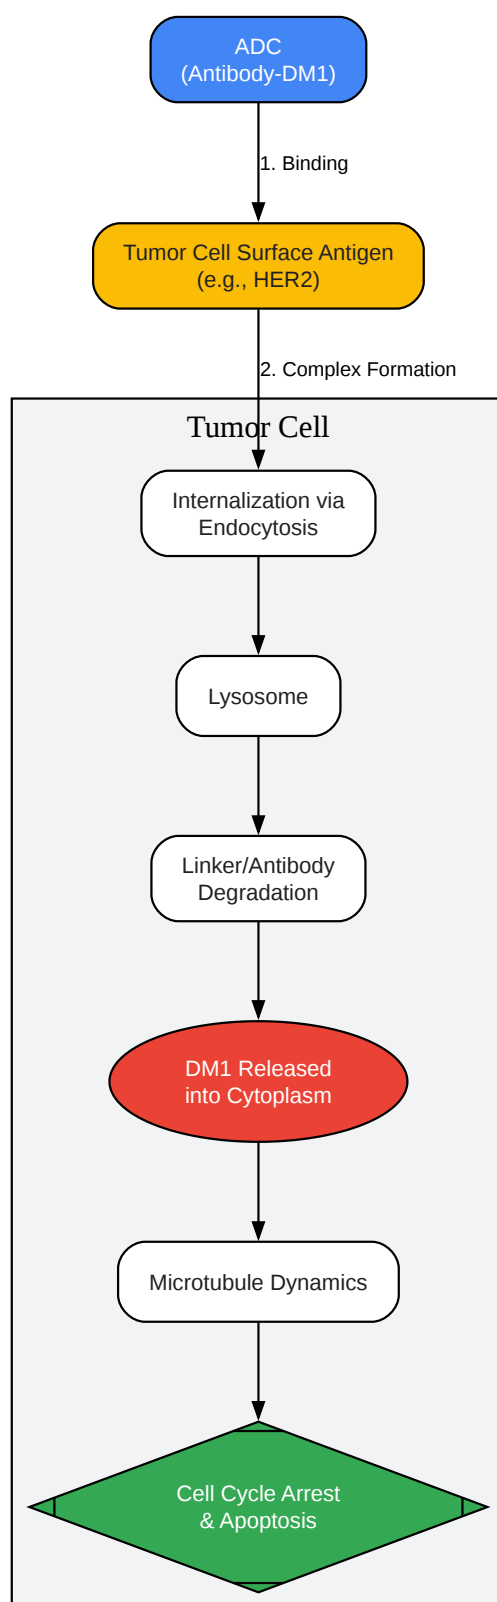 ADC
(Antibody-DM1)
1. Binding
Tumor Cell Surface Antigen
(e.g., HER2)
2. Complex Formation
Tumor Cell
Internalization via
Endocytosis
Lysosome
Linker/Antibody
Degradation
DM1 Released
into Cytoplasm
Microtubule Dynamics
Cell Cycle Arrest
& Apoptosis